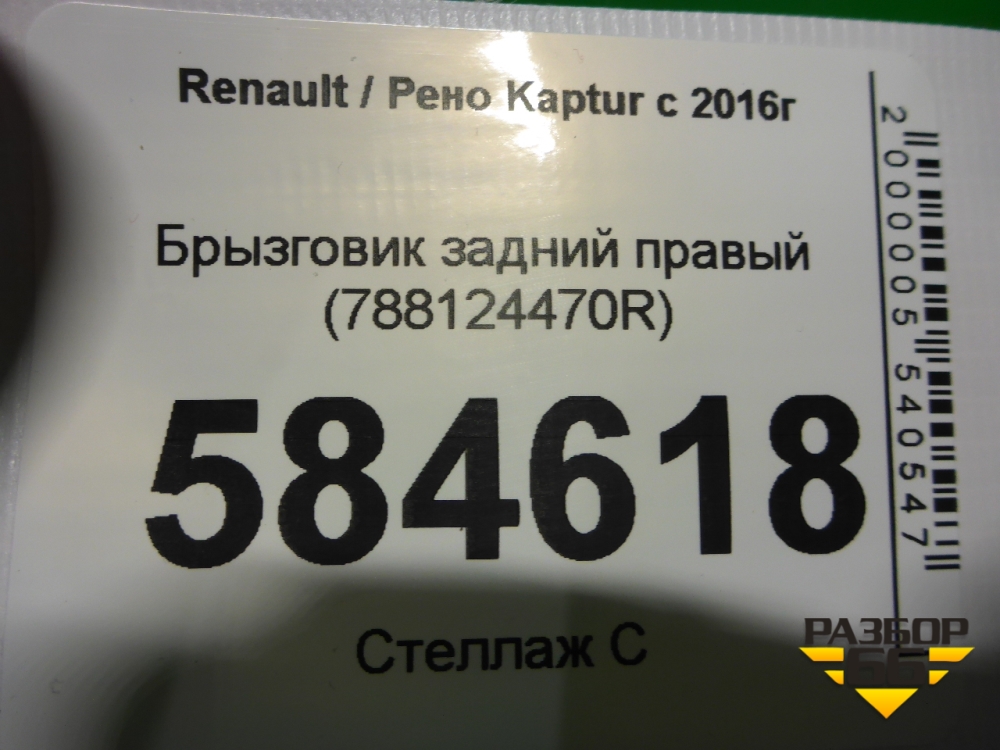 Renault / Рено Kaptur с 2016г
Брызговик задний правый
(788124470R)
584618
Стеллаж С
2000005540547
РАЗБОР
66